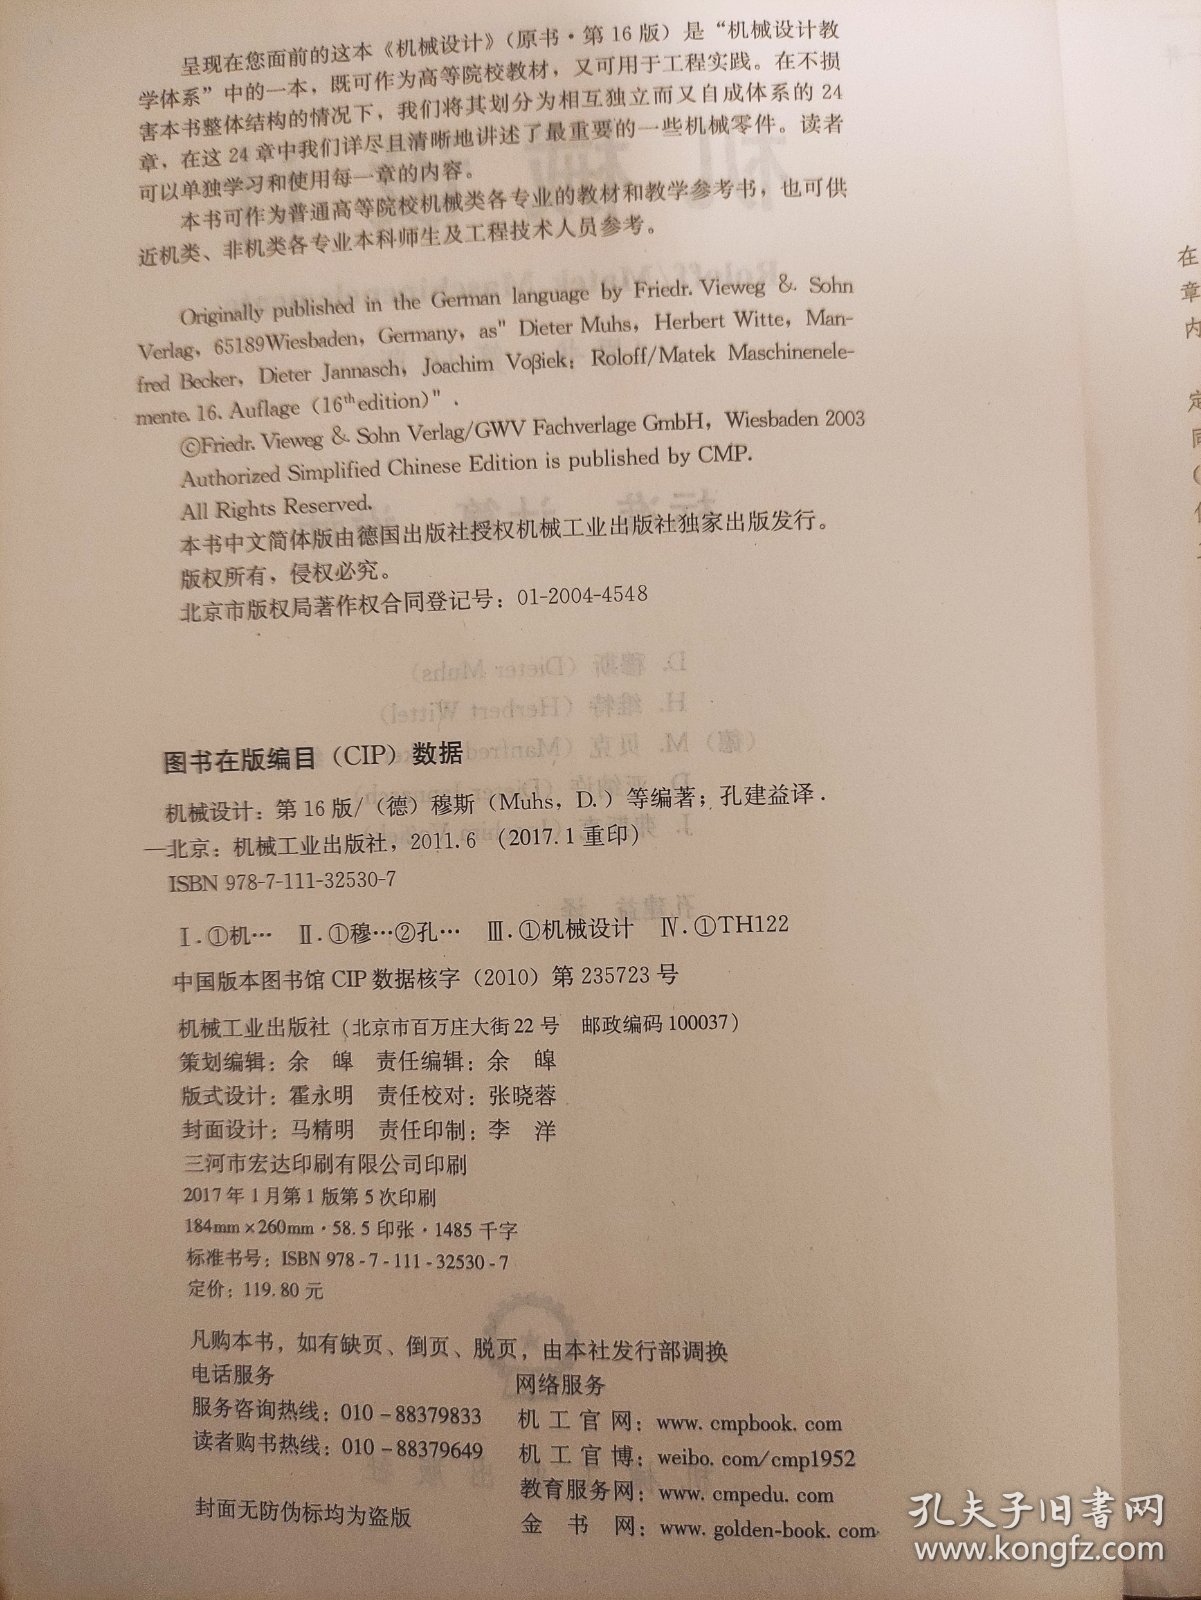 呈现在您面前的这本《机械设计》(原书·第16版)是“机械设计教
学体系”中的一本，既可作为高等院校教材，又可用于工程实践。在不损
害本书整体结构的情况下，我们将其划分为相互独立而又自成体系的24
章，在这24章中我们详尽且清晰地讲述了最重要的一些机械零件。读者
可以单独学习和使用每一章的内容。
本书可作为普通高等院校机械类各专业的教材和教学参考书，也可供
近机类、非机类各专业本科师生及工程技术人员参考。
Originally published in the German language by Friedr. Vieweg & Sohn
Verlag, 65189Wiesbaden, Germany, as" Dieter Muhs, Herbert Witte, Man-
fred Becker, Dieter Jannasch, Joachim Voβiek; Roloff/Matek Maschinenele-
mente. 16. Auflage (16th edition)".
©Friedr. Vieweg & Sohn Verlag/GWV Fachverlage GmbH, Wiesbaden 2003
Authorized Simplified Chinese Edition is published by CMP.
All Rights Reserved.
本书中文简体版由德国出版社授权机械工业出版社独家出版发行。
版权所有，侵权必究。
北京市版权局著作权合同登记号：01-2004-4548
图书在版编目（CIP）数据
机械设计：第16版/（德）穆斯（Muhs，D.）等编著；孔建益译.
—北京：机械工业出版社，2011.6（2017.1重印）
ISBN 978-7-111-32530-7
Ⅰ.①机… Ⅱ.①穆…②孔… Ⅲ.①机械设计 Ⅳ.①TH122
中国版本图书馆CIP数据核字（2010）第235723号
机械工业出版社（北京市百万庄大街22号 邮政编码100037）
策划编辑：余 皞 责任编辑：余 皞
版式设计：霍永明 责任校对：张晓蓉
封面设计：马精明 责任印制：李 洋
三河市宏达印刷有限公司印刷
2017年1月第1版第5次印刷
184mm×260mm·58.5印张·1485千字
标准书号：ISBN 978-7-111-32530-7
定价：119.80元
凡购本书，如有缺页、倒页、脱页，由本社发行部调换
电话服务
服务咨询热线：010-88379833
读者购书热线：010-88379649
封面无防伪标均为盗版
网络服务
机工官网：www.cmpbook.com
机工官博：weibo.com/cmp1952
教育服务网：www.cmpedu.com
金 书 网：www.golden-book.com
在
章
内
定
同
孔夫子旧书网
www.kongfz.com